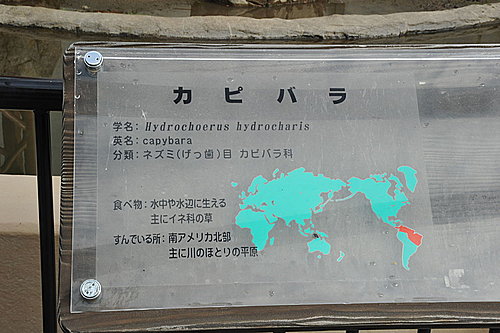 カピバラ
学名: Hydrochoerus hydrocharis
英名: capybara
分類: ネズミ(げっ歯)目 カピバラ科
食べ物: 水中や水辺に生える
主にイネ科の草
すんでいる所: 南アメリカ北部
主に川のほとりの平原